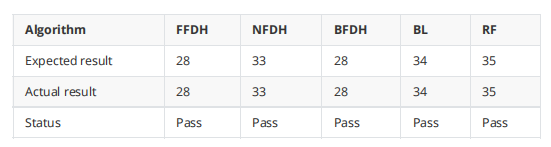 Algorithm FFDH NFDH BFDH BL RF
Expected result 28 33 28 34 35
Actual result 28 33 28 34 35
Status Pass Pass Pass Pass Pass